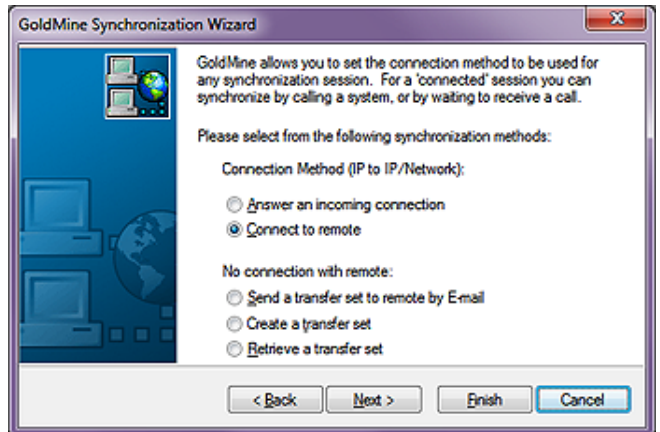 GoldMine Synchronization Wizard
GoldMine allows you to set the connection method to be used for
any synchronization session. For a 'connected' session you can
synchronize by calling a system, or by waiting to receive a call.
Please select from the following synchronization methods:
Connection Method (IP to IP/Network):
Answer an incoming connection
Connect to remote
No connection with remote:
Send a transfer set to remote by E-mail
Create a transfer set
Retrieve a transfer set
< Back Next > Finish Cancel